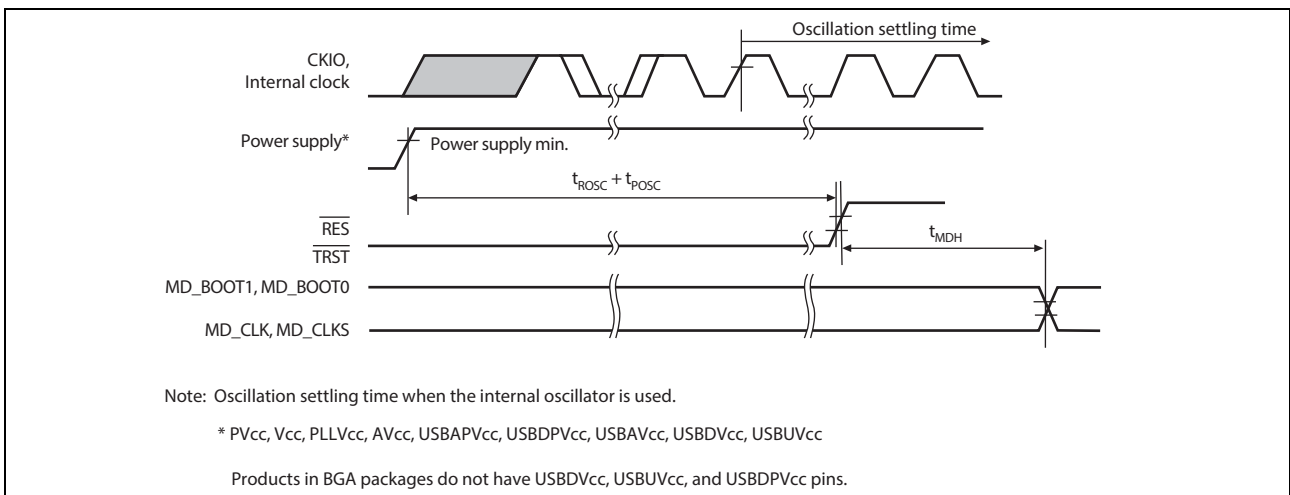 Oscillation settling time
CKIO,
Internal clock
Power supply*
Power supply min.
tROSC + tPOSC
RES
TRST
tMDH
MD_BOOT1, MD_BOOT0
MD_CLK, MD_CLKS
Note: Oscillation settling time when the internal oscillator is used.
* PVcc, Vcc, PLLVcc, AVcc, USBAPVcc, USBDPVcc, USBAVcc, USBDVcc, USBUVcc
Products in BGA packages do not have USBDVcc, USBUVcc, and USBDPVcc pins.